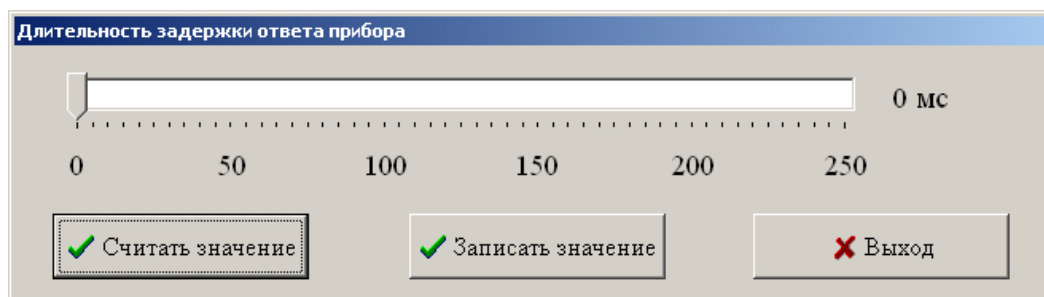 Длительность задержки ответа прибора
0 мс
0 50 100 150 200 250
Считать значение Записать значение Выход